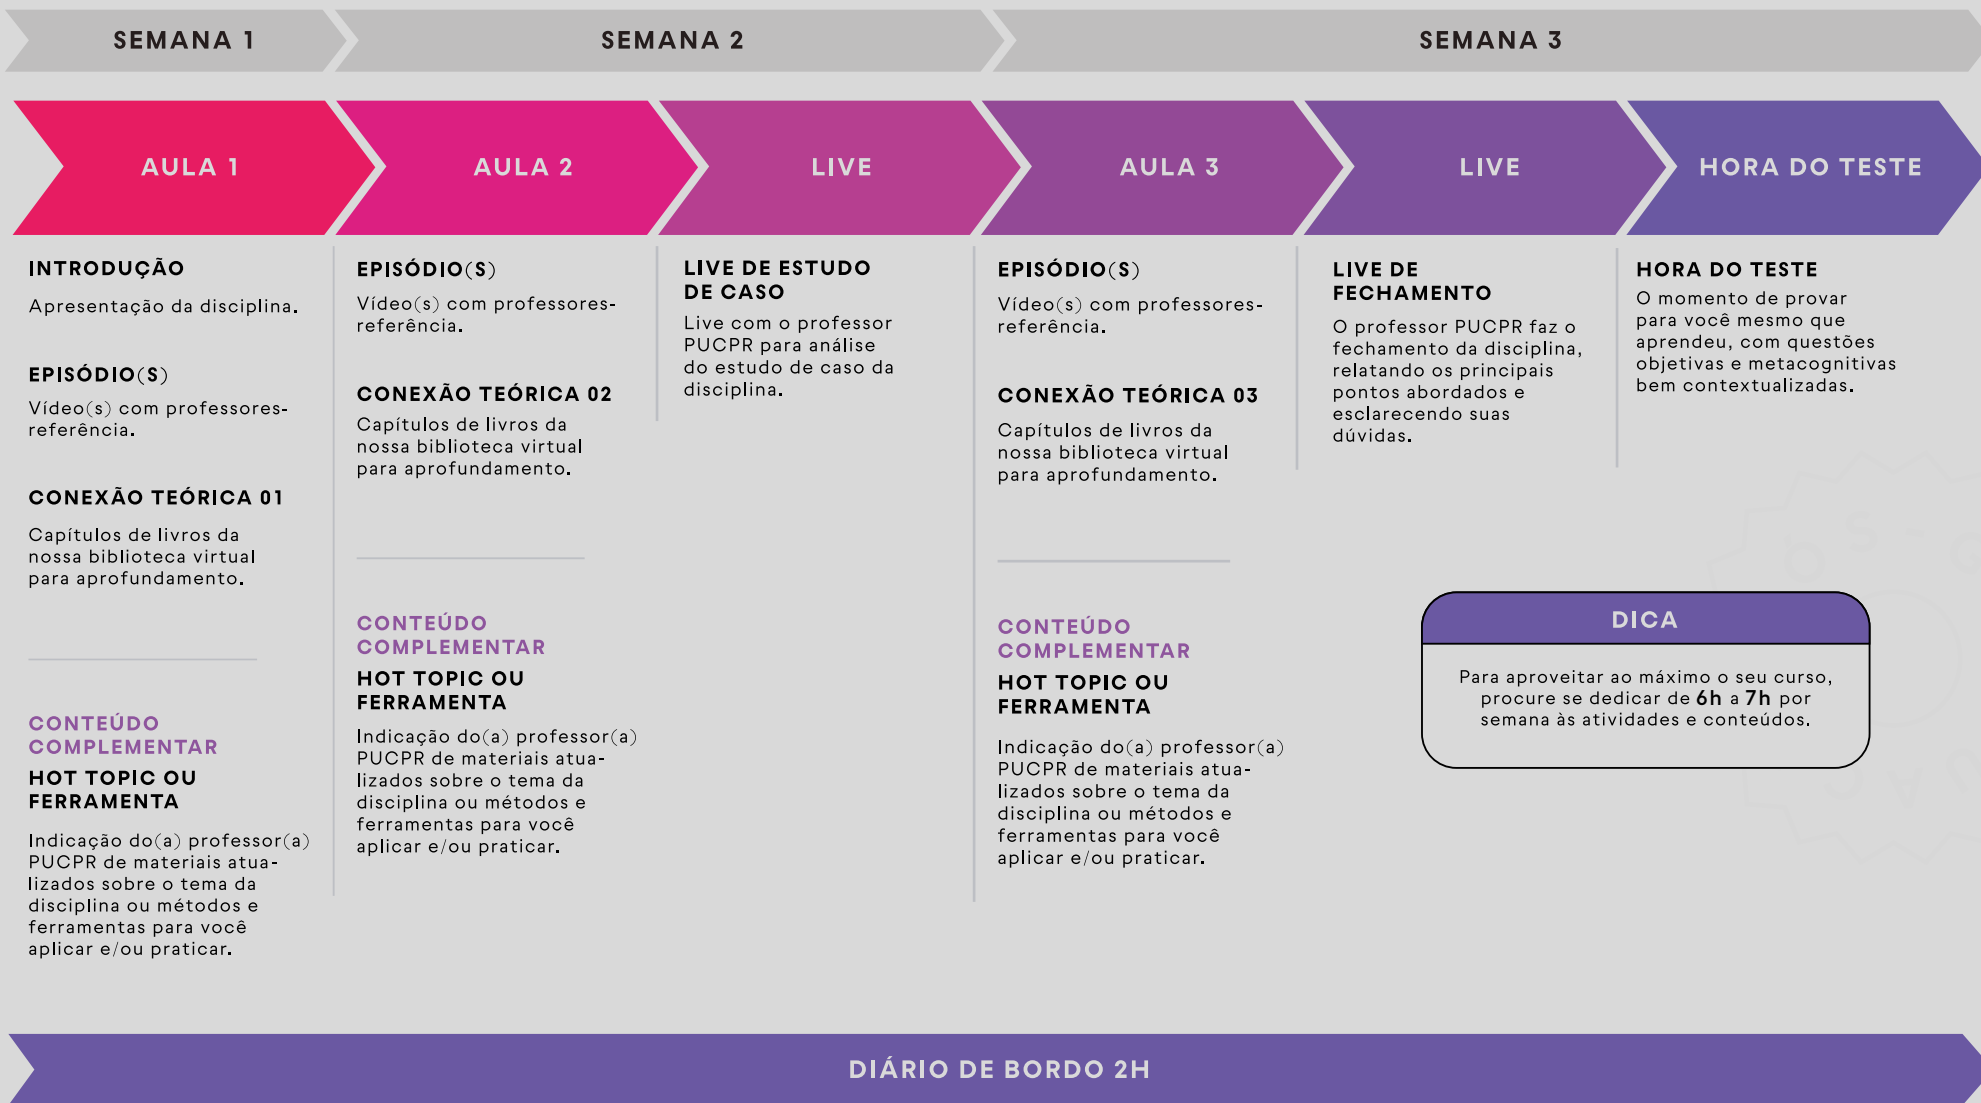 SEMANA 1
SEMANA 2
SEMANA 3
AULA 1
AULA 2
LIVE
AULA 3
LIVE
HORA DO TESTE
INTRODUÇÃO
Apresentação da disciplina.
EPISÓDIO(S)
Vídeo(s) com professores-
referência.
CONEXÃO TEÓRICA 01
Capítulos de livros da
nossa biblioteca virtual
para aprofundamento.
CONTEÚDO
COMPLEMENTAR
HOT TOPIC OU
FERRAMENTA
Indicação do(a) professor(a)
PUCPR de materiais atua-
lizados sobre o tema da
disciplina ou métodos e
ferramentas para você
aplicar e/ou praticar.
EPISÓDIO(S)
Vídeo(s) com professores-
referência.
CONEXÃO TEÓRICA 02
Capítulos de livros da
nossa biblioteca virtual
para aprofundamento.
CONTEÚDO
COMPLEMENTAR
HOT TOPIC OU
FERRAMENTA
Indicação do(a) professor(a)
PUCPR de materiais atua-
lizados sobre o tema da
disciplina ou métodos e
ferramentas para você
aplicar e/ou praticar.
LIVE DE ESTUDO
DE CASO
Live com o professor
PUCPR para análise
do estudo de caso da
disciplina.
EPISÓDIO(S)
Vídeo(s) com professores-
referência.
CONEXÃO TEÓRICA 03
Capítulos de livros da
nossa biblioteca virtual
para aprofundamento.
CONTEÚDO
COMPLEMENTAR
HOT TOPIC OU
FERRAMENTA
Indicação do(a) professor(a)
PUCPR de materiais atua-
lizados sobre o tema da
disciplina ou métodos e
ferramentas para você
aplicar e/ou praticar.
LIVE DE
FECHAMENTO
O professor PUCPR faz o
fechamento da disciplina,
relatando os principais
pontos abordados e
esclarecendo suas
dúvidas.
HORA DO TESTE
O momento de provar
para você mesmo que
aprendeu, com questões
objetivas e metacognitivas
bem contextualizadas.
DICA
Para aproveitar ao máximo o seu curso,
procure se dedicar de 6h a 7h por
semana às atividades e conteúdos.
DIÁRIO DE BORDO 2H